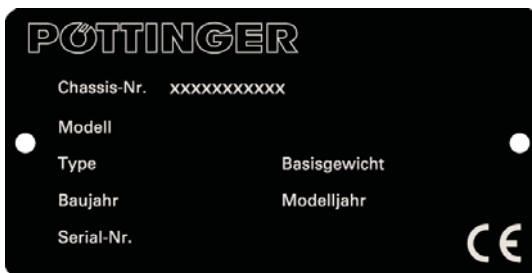 PÖTTINGER
Chassis-Nr. xxxxxxxxxxx
Modell
Type Basisgewicht
Baujahr Modelljahr
Serial-Nr.
CE